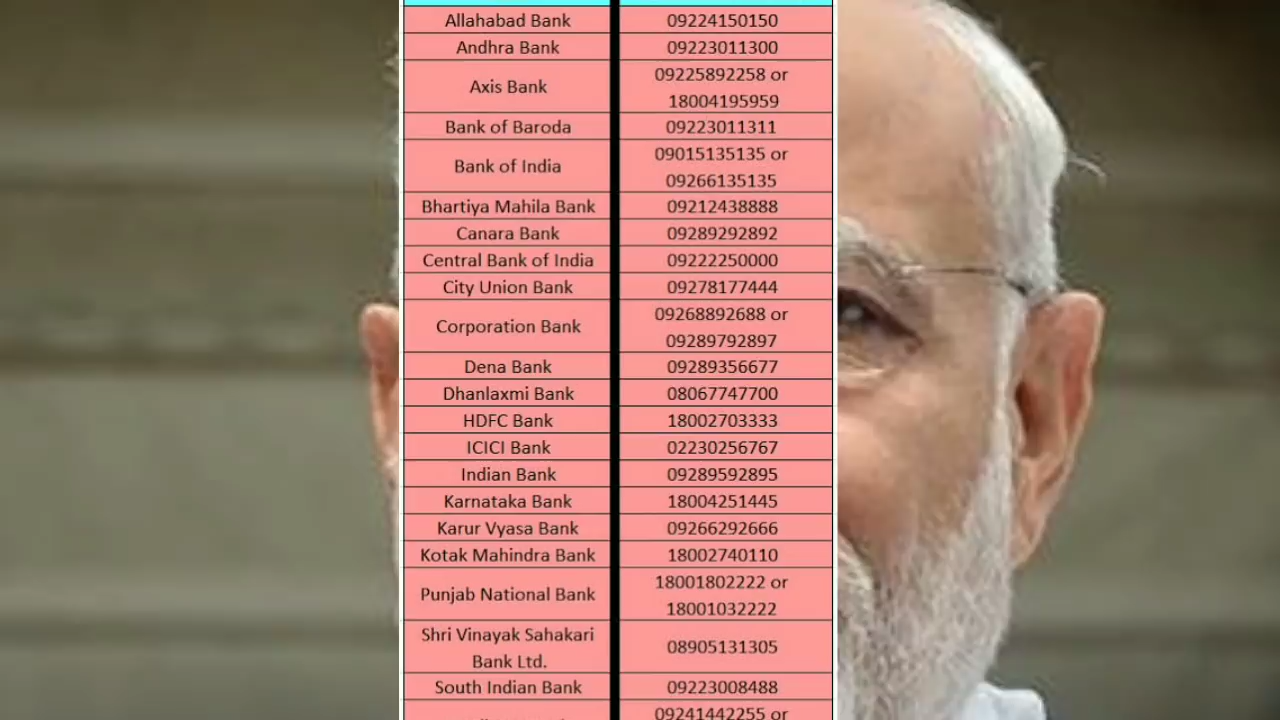 Allahabad Bank 09224150150
Andhra Bank 09223011300
Axis Bank 09225892258 or
18004195959
Bank of Baroda 09223011311
Bank of India 09015135135 or
09266135135
Bhartiya Mahila Bank 09212438888
Canara Bank 09289292892
Central Bank of India 09222250000
City Union Bank 09278177444
Corporation Bank 09268892688 or
09289792897
Dena Bank 09289356677
Dhanlaxmi Bank 08067747700
HDFC Bank 18002703333
ICICI Bank 02230256767
Indian Bank 09289592895
Karnataka Bank 18004251445
Karur Vyasa Bank 09266292666
Kotak Mahindra Bank 18002740110
Punjab National Bank 18001802222 or
18001032222
Shri Vinayak Sahakari
Bank Ltd. 08905131305
South Indian Bank 09223008488
09241442255 or